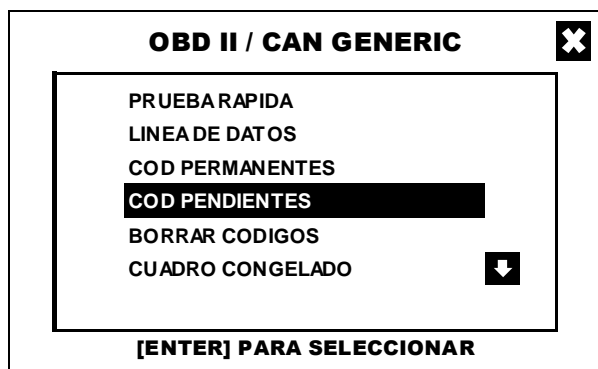 OBD II / CAN GENERIC
PRUEBA RAPIDA
LINEA DE DATOS
COD PERMANENTES
COD PENDIENTES
BORRAR CODIGOS
CUADRO CONGELADO
[ENTER] PARA SELECCIONAR